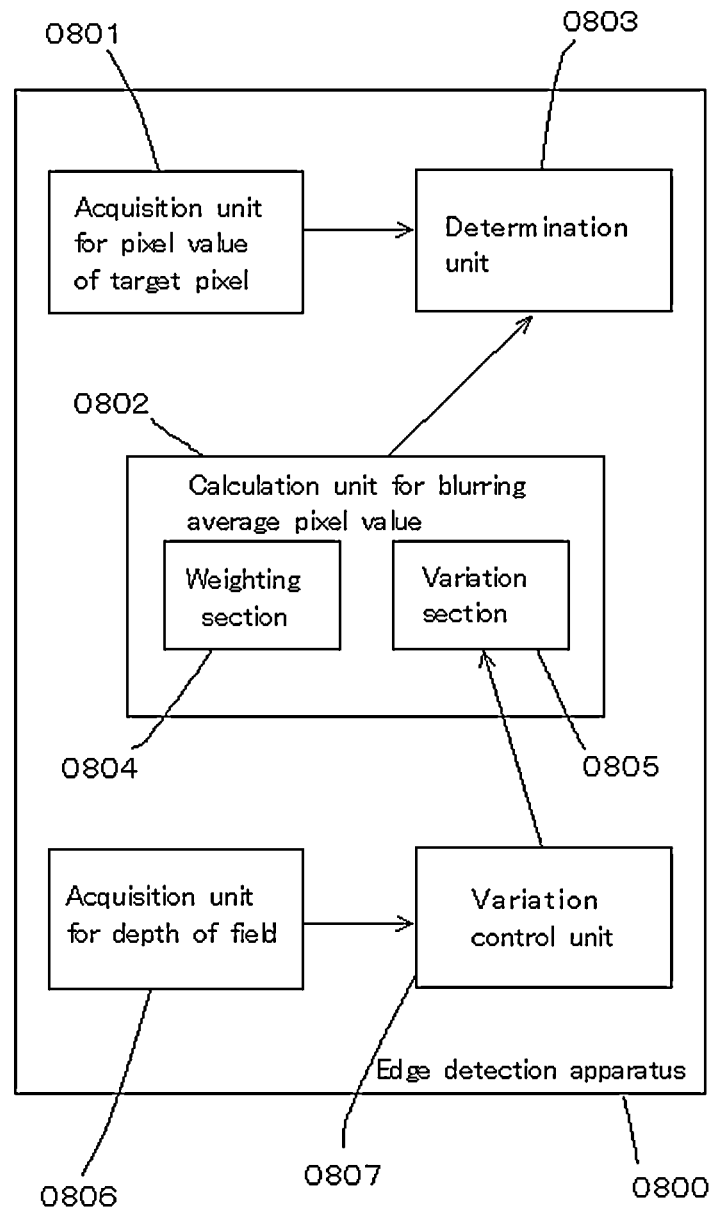 0801
0803
Acquisition unit
for pixel value
of target pixel
Determination
unit
0802
Calculation unit for blurring
average pixel value
Weighting
section
Variation
section
0804
0805
Acquisition unit
for depth of field
Variation
control unit
Edge detection apparatus
0806
0807
0800